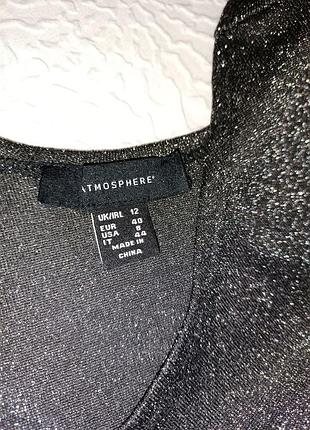 ATMOSPHERE®
UK/IRL 12
EUR 40
USA 8
IT 44
MADE IN
CHINA